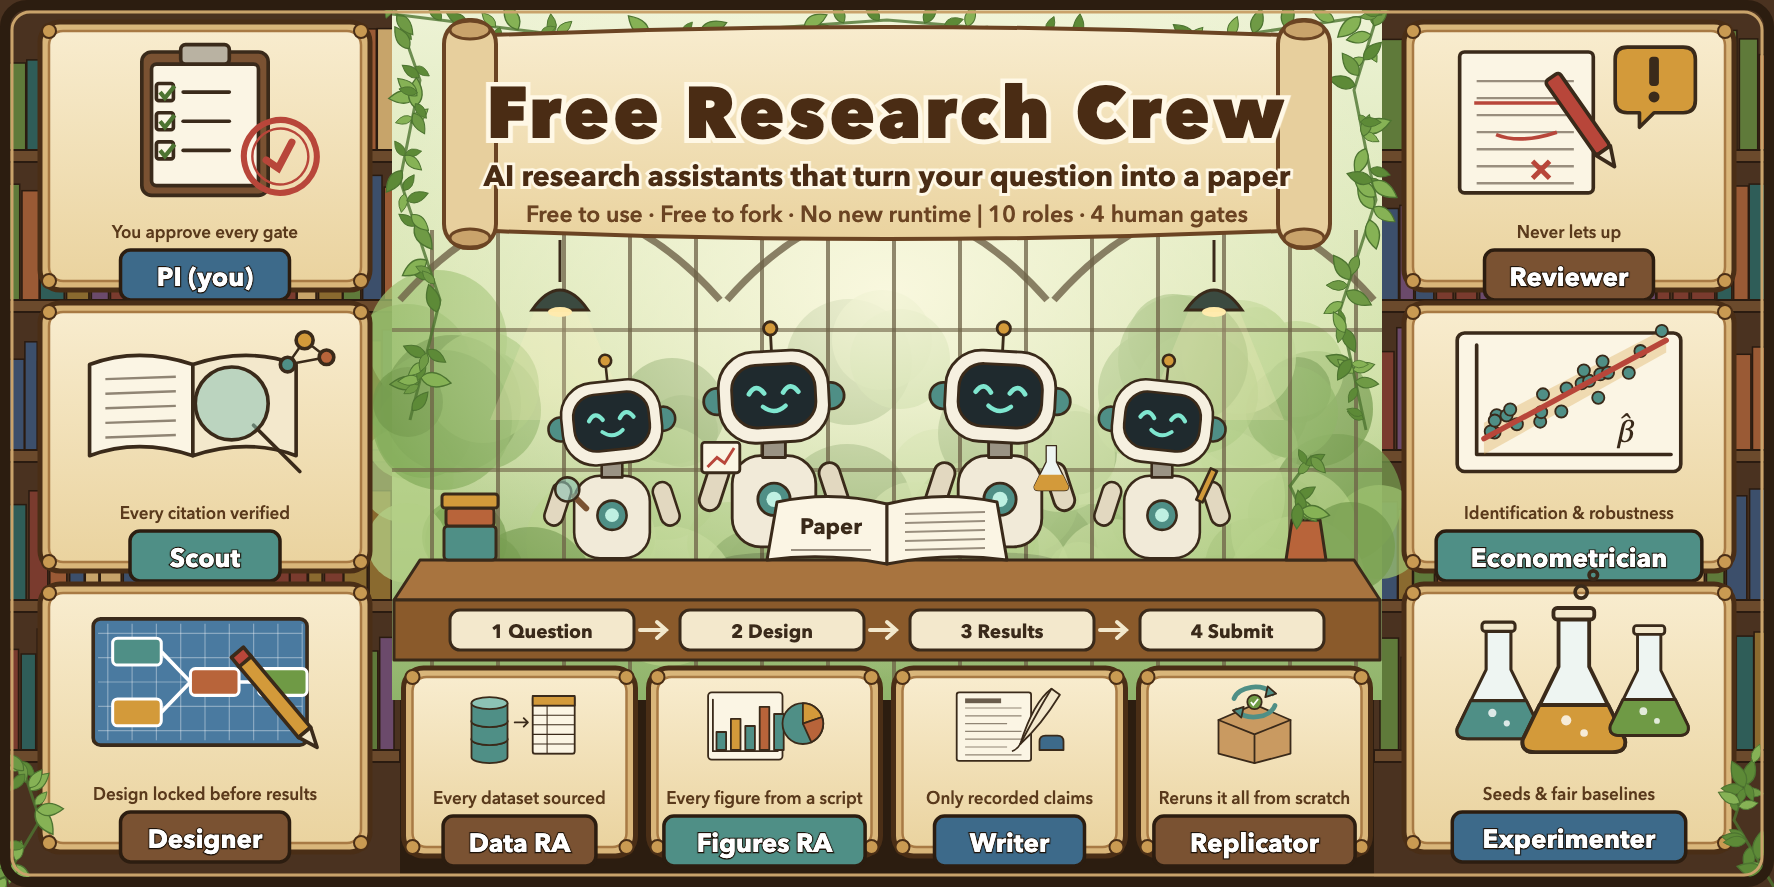 Free Research Crew
AI research assistants that turn your question into a paper
Free to use · Free to fork · No new runtime | 10 roles · 4 human gates
You approve every gate
PI (you)
Every citation verified
Scout
Design locked before results
Designer
Never lets up
Reviewer
β̂
Identification & robustness
Econometrician
Seeds & fair baselines
Experimenter
Paper
1 Question
2 Design
3 Results
4 Submit
Every dataset sourced
Data RA
Every figure from a script
Figures RA
Only recorded claims
Writer
Reruns it all from scratch
Replicator